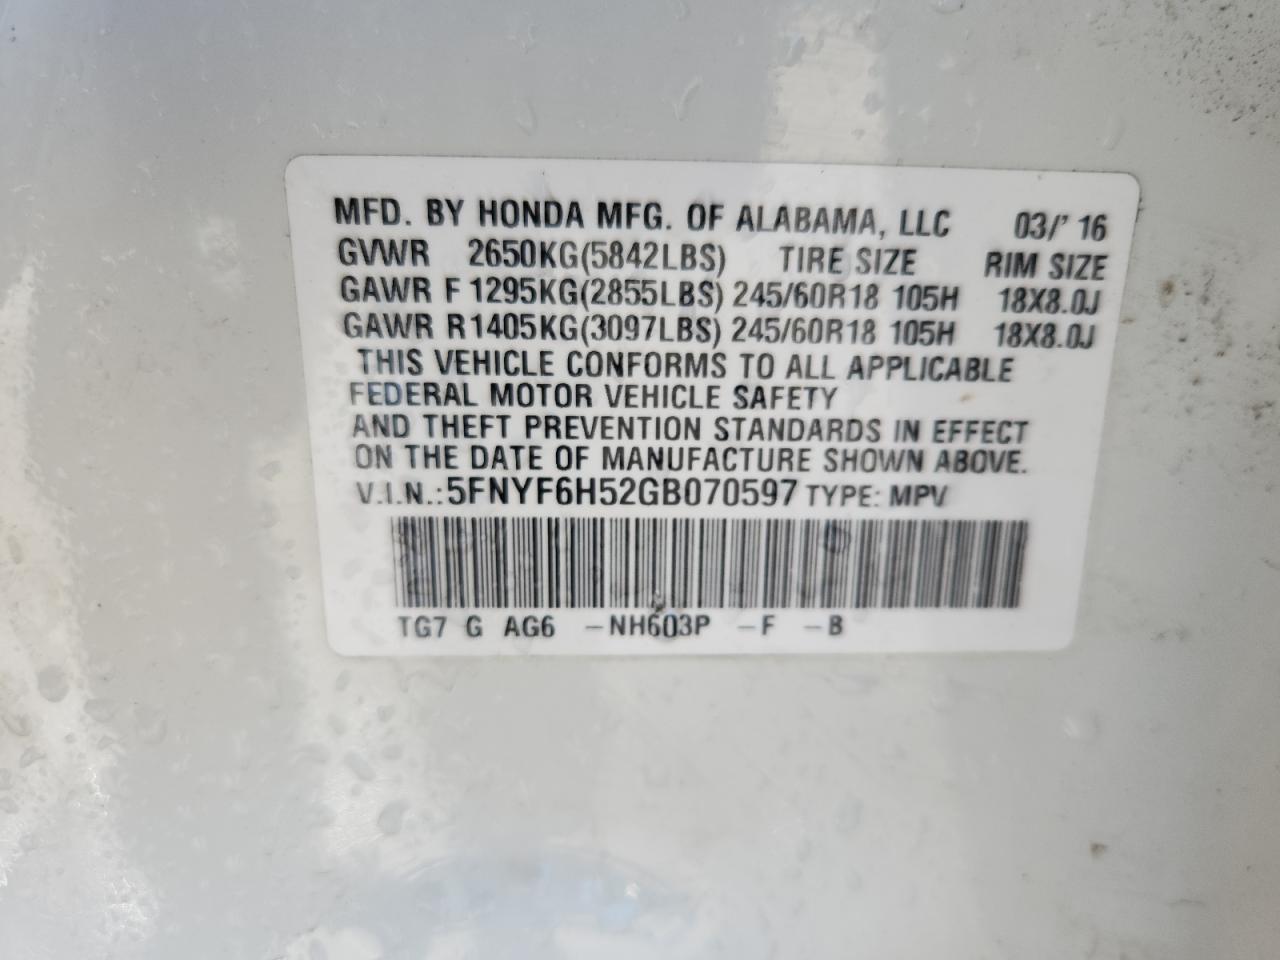 MFD. BY HONDA MFG. OF ALABAMA, LLC 03/' 16
GVWR 2650KG(5842LBS) TIRE SIZE RIM SIZE
GAWR F 1295KG(2855LBS) 245/60R18 105H 18X8.0J
GAWR R1405KG(3097LBS) 245/60R18 105H 18X8.0J
THIS VEHICLE CONFORMS TO ALL APPLICABLE
FEDERAL MOTOR VEHICLE SAFETY
AND THEFT PREVENTION STANDARDS IN EFFECT
ON THE DATE OF MANUFACTURE SHOWN ABOVE.
V.I.N.:5FNYF6H52GB070597 TYPE: MPV
TG7 G AG6 –NH603P –F –B